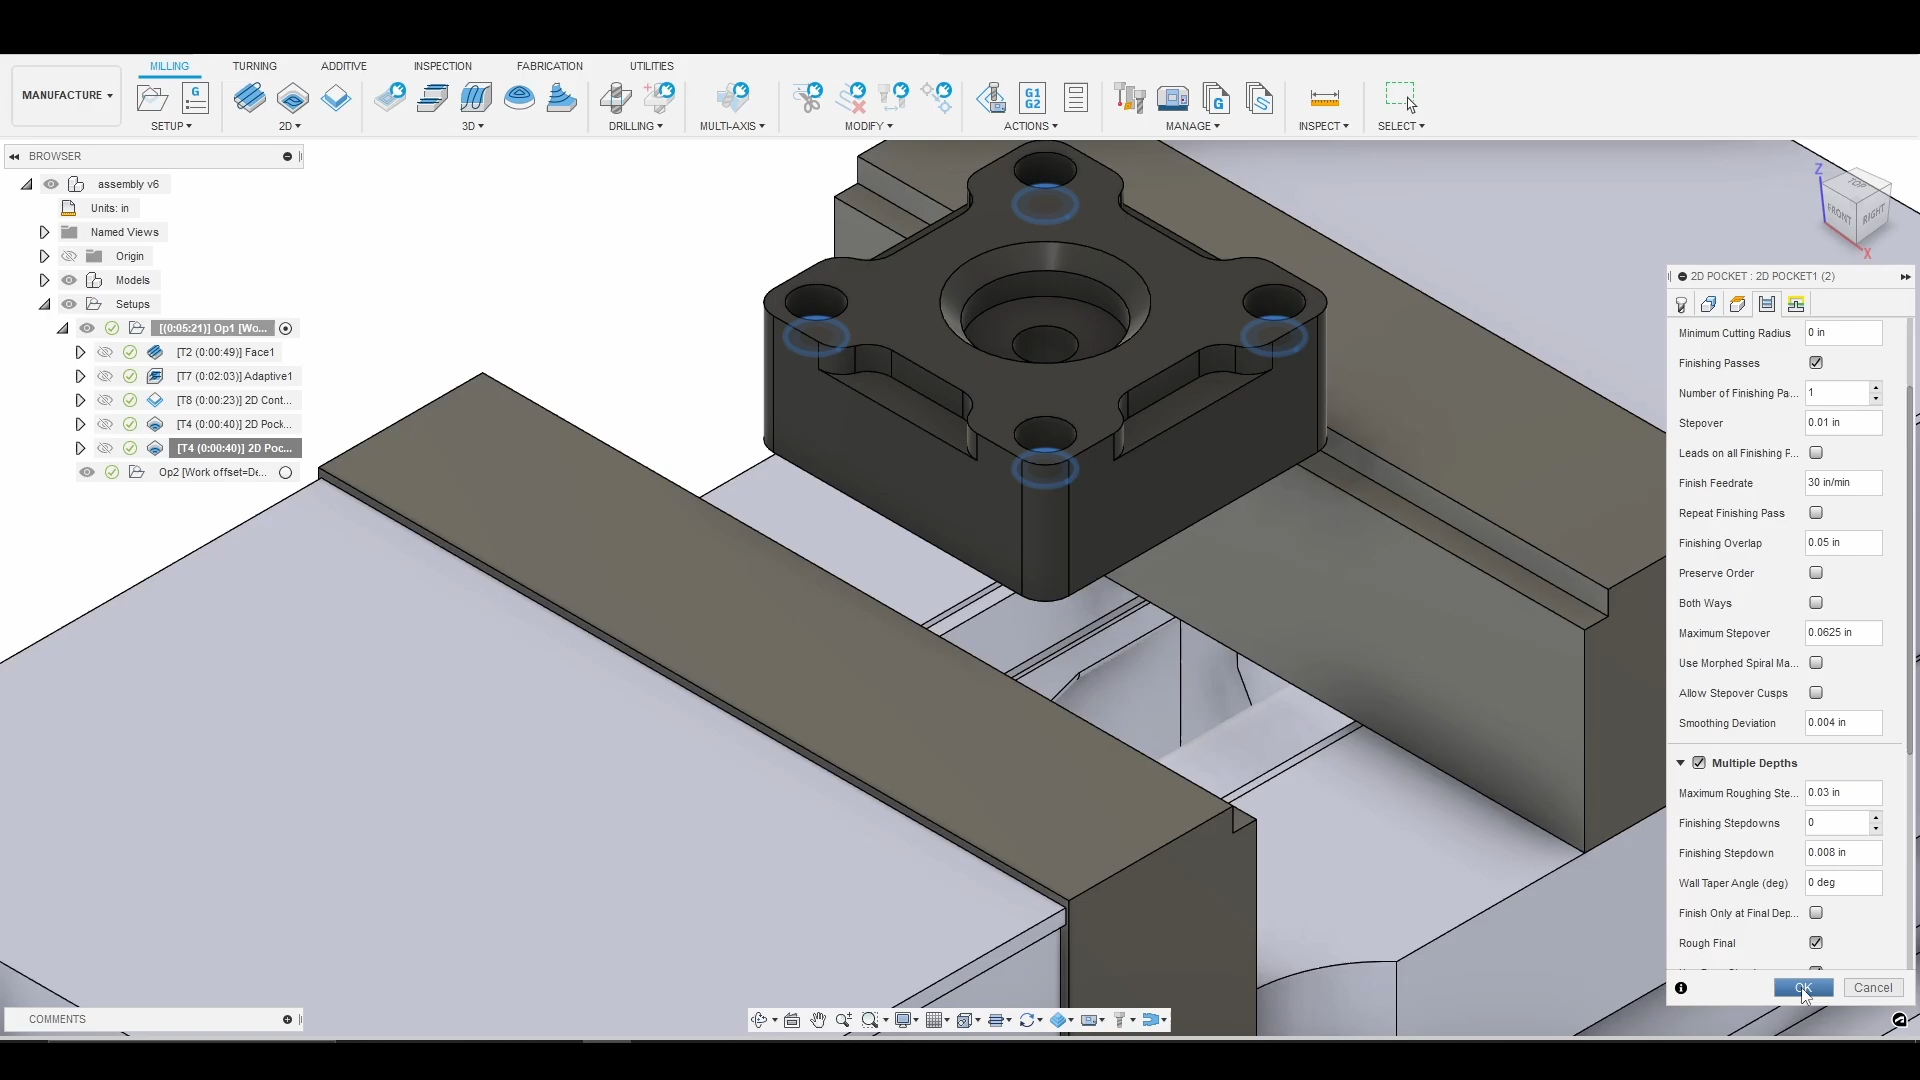 MILLING TURNING ADDITIVE INSPECTION FABRICATION UTILITIES
MANUFACTURE
G G1 G2 G
SETUP 2D 3D DRILLING MULTI-AXIS MODIFY ACTIONS MANAGE INSPECT SELECT
BROWSER
assembly v6
Units: in
Named Views
Origin
Models
Setups
[(0:05:21)] Op1 [Wo...
[T2 (0:00:49)] Face1
[T7 (0:02:03)] Adaptive1
[T8 (0:00:23)] 2D Cont...
[T4 (0:00:40)] 2D Pock...
[T4 (0:00:40)] 2D Poc...
Op2 [Work offset=De...
Z TOP FRONT RIGHT X
2D POCKET : 2D POCKET1 (2)
Minimum Cutting Radius 0 in
Finishing Passes
Number of Finishing Pa... 1
Stepover 0.01 in
Leads on all Finishing F...
Finish Feedrate 30 in/min
Repeat Finishing Pass
Finishing Overlap 0.05 in
Preserve Order
Both Ways
Maximum Stepover 0.0625 in
Use Morphed Spiral Ma...
Allow Stepover Cusps
Smoothing Deviation 0.004 in
Multiple Depths
Maximum Roughing Ste... 0.03 in
Finishing Stepdowns 0
Finishing Stepdown 0.008 in
Wall Taper Angle (deg) 0 deg
Finish Only at Final Dep...
Rough Final
OK Cancel
COMMENTS